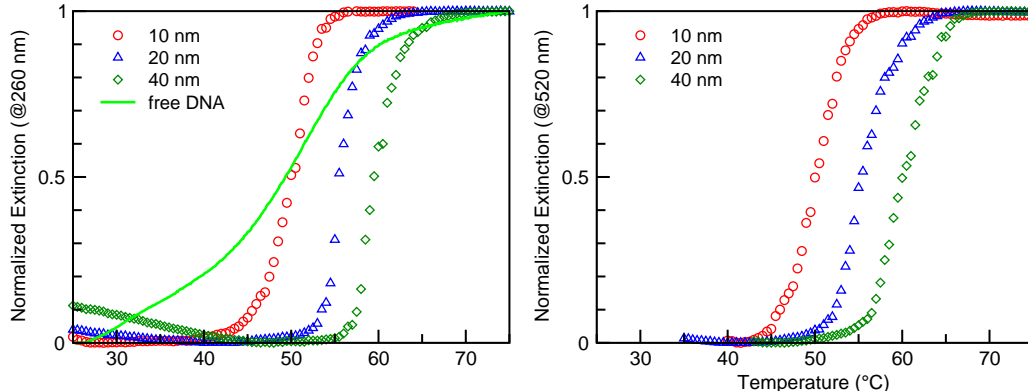 Normalized Extinction (@260 nm)
1
0.5
0
10 nm
20 nm
40 nm
free DNA
30
40
50
60
70
Normalized Extinction (@520 nm)
1
0.5
0
10 nm
20 nm
40 nm
30
40
50
60
70
Temperature (°C)